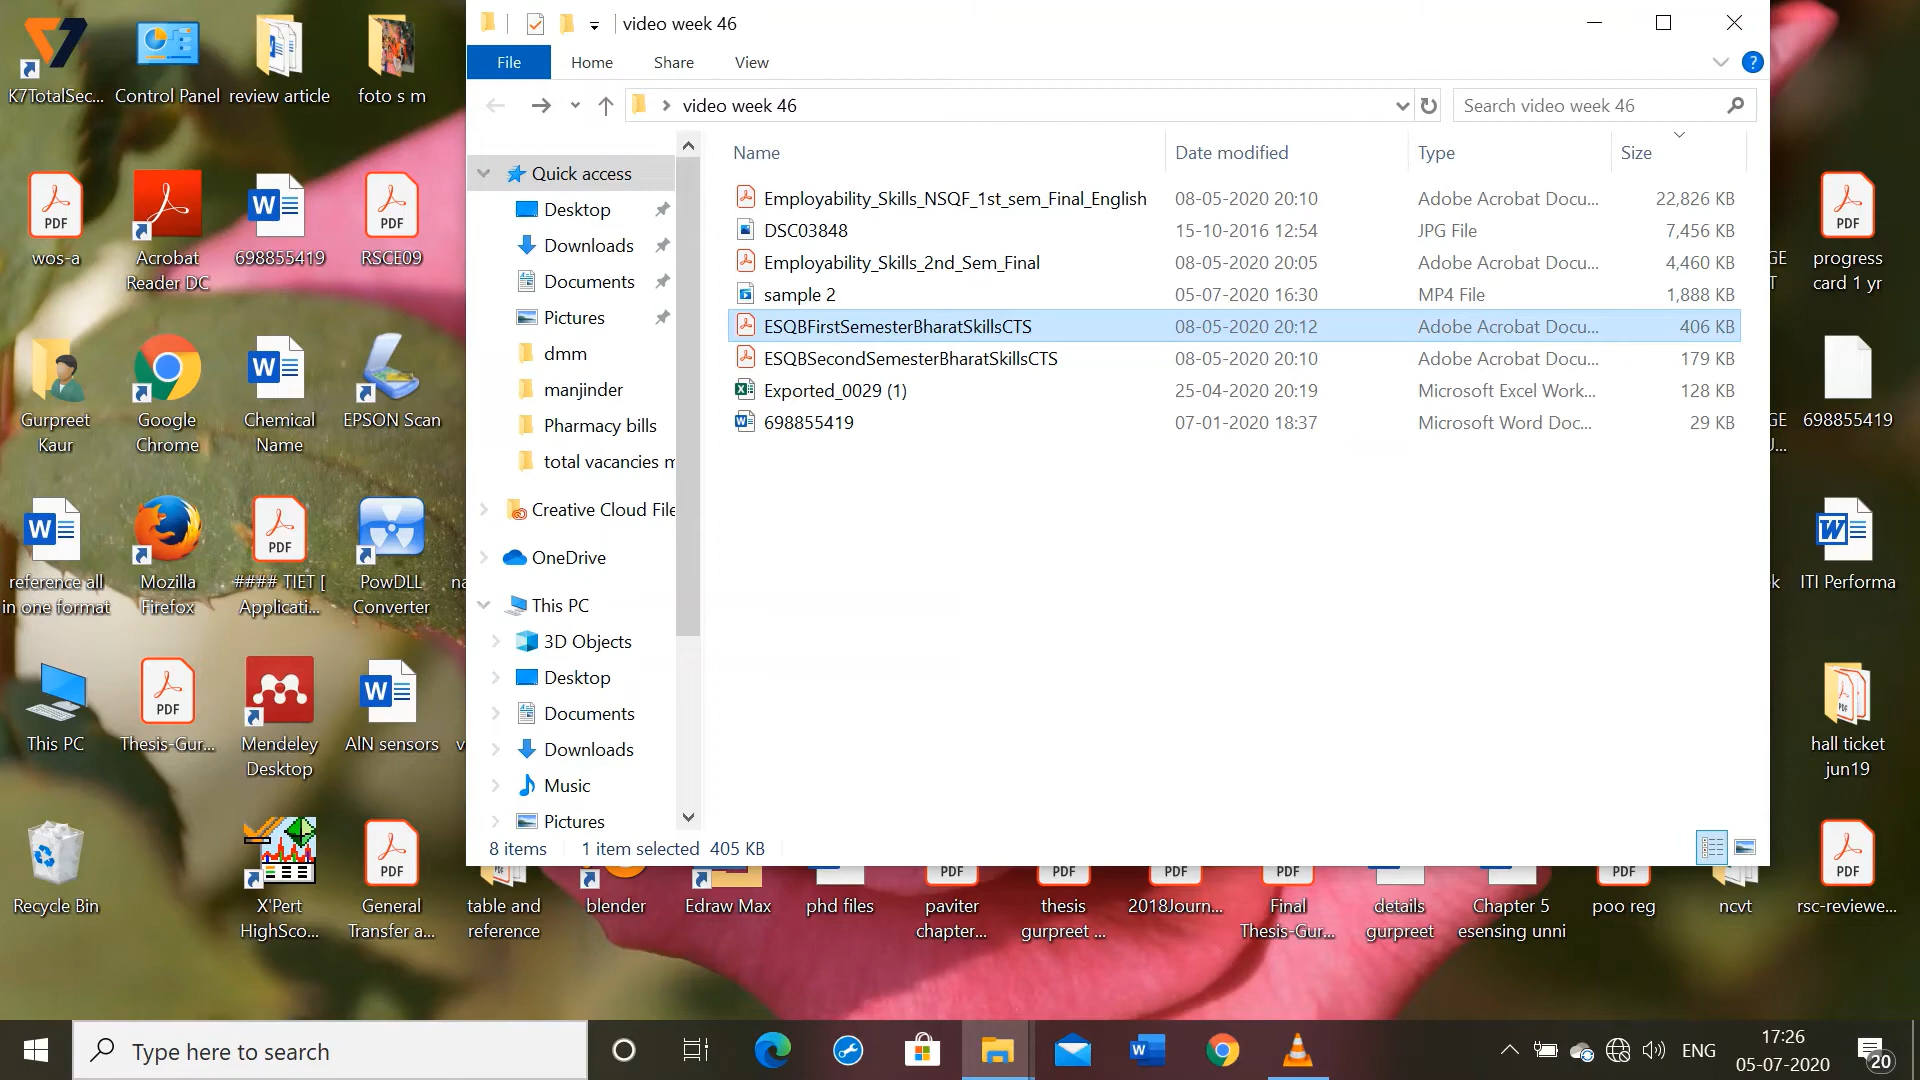 K7TotalSec...
Control Panel
review article
foto s m
wos-a
Acrobat
Reader DC
698855419
RSCE09
Gurpreet
Kaur
Google
Chrome
Chemical
Name
EPSON Scan
reference all
in one format
Mozilla
Firefox
#### TIET [
Applicati...
PowDLL
Converter
This PC
Thesis-Gur...
Mendeley
Desktop
AlN sensors
Recycle Bin
X'Pert
HighSco...
General
Transfer a...
table and
reference
blender
Edraw Max
phd files
paviter
chapter...
thesis
gurpreet ...
2018Journ...
Final
Thesis-Gur...
details
gurpreet
Chapter 5
esensing unni
poo reg
ncvt
rsc-reviewe...
progress
card 1 yr
698855419
ITI Performa
hall ticket
jun19
video week 46
File
Home
Share
View
video week 46
Search video week 46
Quick access
Desktop
Downloads
Documents
Pictures
dmm
manjinder
Pharmacy bills
total vacancies m
Creative Cloud File
OneDrive
This PC
3D Objects
Desktop
Documents
Downloads
Music
Pictures
Name Date modified Type Size
Employability_Skills_NSQF_1st_sem_Final_English 08-05-2020 20:10 Adobe Acrobat Docu... 22,826 KB
DSC03848 15-10-2016 12:54 JPG File 7,456 KB
Employability_Skills_2nd_Sem_Final 08-05-2020 20:05 Adobe Acrobat Docu... 4,460 KB
sample 2 05-07-2020 16:30 MP4 File 1,888 KB
ESQBFirstSemesterBharatSkillsCTS 08-05-2020 20:12 Adobe Acrobat Docu... 406 KB
ESQBSecondSemesterBharatSkillsCTS 08-05-2020 20:10 Adobe Acrobat Docu... 179 KB
Exported_0029 (1) 25-04-2020 20:19 Microsoft Excel Work... 128 KB
698855419 07-01-2020 18:37 Microsoft Word Doc... 29 KB
8 items 1 item selected 405 KB
Type here to search
ENG
17:26
05-07-2020
20